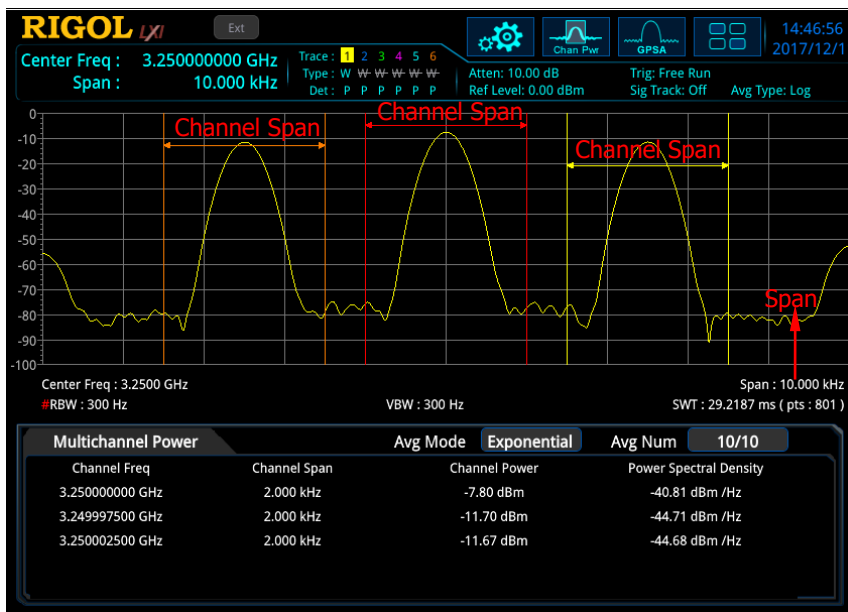 RIGOL LXI Ext
Chan Pwr GPSA
14:46:56
2017/12/1
Center Freq : 3.250000000 GHz
Span : 10.000 kHz
Trace : 1 2 3 4 5 6
Type : W W W W W W
Det : P P P P P P
Atten: 10.00 dB
Ref Level: 0.00 dBm
Trig: Free Run
Sig Track: Off
Avg Type: Log
0
-10
-20
-30
-40
-50
-60
-70
-80
-90
-100
Channel Span
Channel Span
Channel Span
Span
Center Freq : 3.2500 GHz Span : 10.000 kHz
#RBW : 300 Hz VBW : 300 Hz SWT : 29.2187 ms ( pts : 801 )
Multichannel Power Avg Mode Exponential Avg Num 10/10
Channel Freq Channel Span Channel Power Power Spectral Density
3.250000000 GHz 2.000 kHz -7.80 dBm -40.81 dBm /Hz
3.249997500 GHz 2.000 kHz -11.70 dBm -44.71 dBm /Hz
3.250002500 GHz 2.000 kHz -11.67 dBm -44.68 dBm /Hz